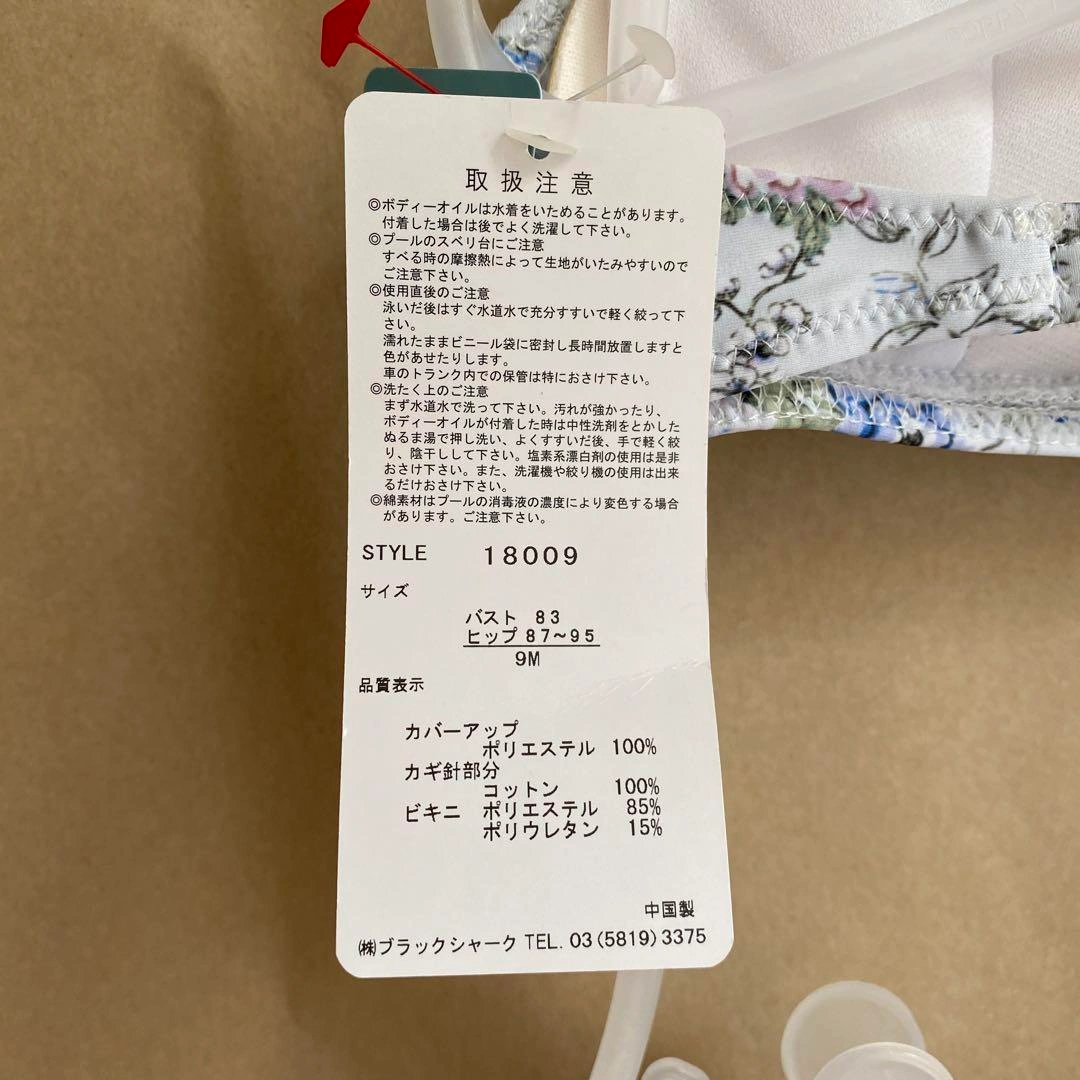 取扱注意
◎ボディーオイルは水着をいためることがあります。
付着した場合は後でよく洗濯して下さい。
◎プールのスベリ台にご注意
すべる時の摩擦熱によって生地がいたみやすいので
ご注意下さい。
◎使用直後のご注意
泳いだ後はすぐ水道水で充分すすいで軽く絞って下
さい。
濡れたままビニール袋に密封し長時間放置しますと
色があせたりします。
車のトランク内での保管は特におさけ下さい。
◎洗たく上のご注意
まず水道水で洗って下さい。汚れが強かったり、
ボディーオイルが付着した時は中性洗剤をとかした
ぬるま湯で押し洗い、よくすすいだ後、手で軽く絞
り、陰干しして下さい。塩素系漂白剤の使用は是非
おさけ下さい。また、洗濯機や絞り機の使用は出来
るだけおさけ下さい。
◎綿素材はプールの消毒液の濃度により変色する場合
があります。ご注意下さい。
STYLE 18009
サイズ
バスト 83
ヒップ 87~95
9M
品質表示
カバーアップ
ポリエステル 100%
カギ針部分
コットン 100%
ビキニ ポリエステル 85%
ポリウレタン 15%
中国製
㈱ブラックシャーク TEL. 03(5819)3375